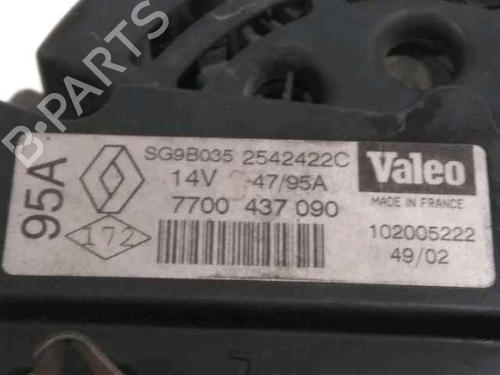 B-PARTS
95A
172
SG9B035 2542422C
14V -47/95A
7700 437 090
Valeo
MADE IN FRANCE
102005222
49/02